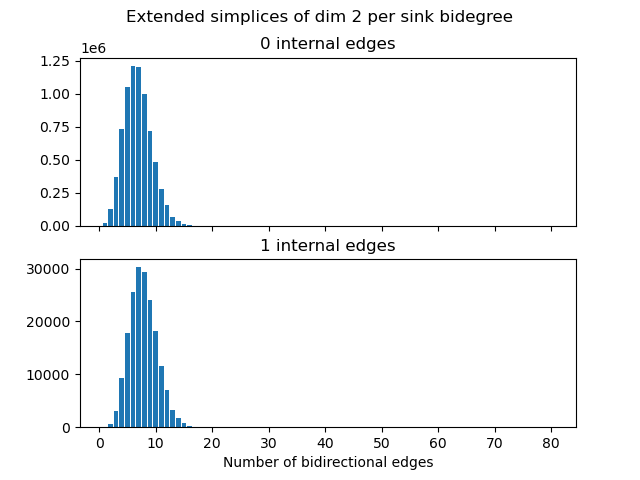 Extended simplices of dim 2 per sink bidegree
0 internal edges
1e6
1.25
1.00
0.75
0.50
0.25
0.00
1 internal edges
30000
20000
10000
0
0 10 20 30 40 50 60 70 80
Number of bidirectional edges